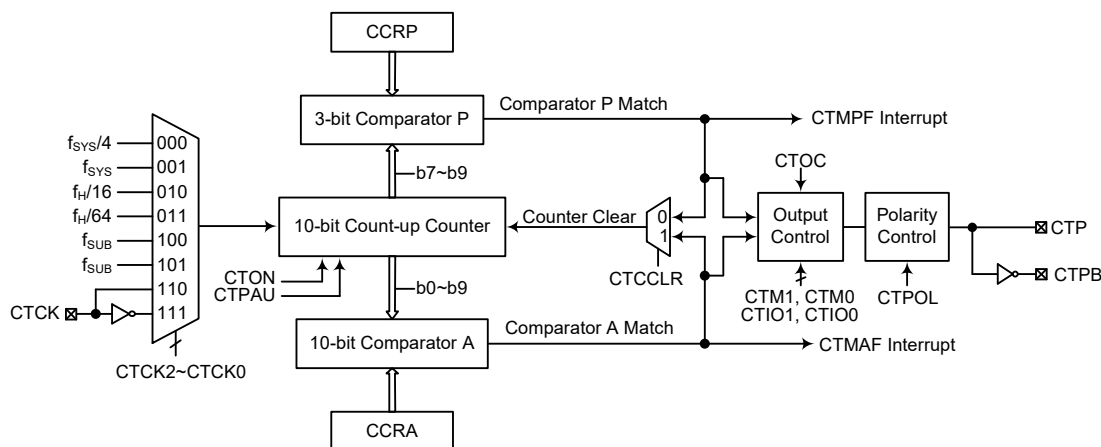 CCRP
3-bit Comparator P
Comparator P Match
CTMPF Interrupt
b7~b9
fSYS/4 000
fSYS 001
fH/16 010
fH/64 011
fSUB 100
fSUB 101
110
CTCK 111
CTCK2~CTCK0
10-bit Count-up Counter
CTON
CTPAU
Counter Clear
0
1
CTCCLR
CTOC
Output
Control
CTM1, CTM0
CTIO1, CTIO0
Polarity
Control
CTPOL
CTP
CTPB
b0~b9
10-bit Comparator A
Comparator A Match
CTMAF Interrupt
CCRA